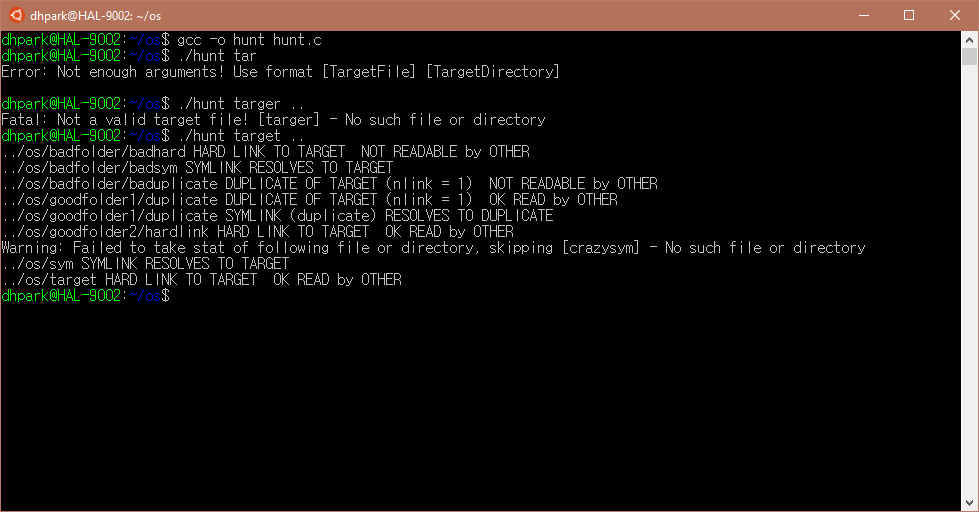 dhpark@HAL-9002: ~/os
dhpark@HAL-9002:~/os$ gcc -o hunt hunt.c
dhpark@HAL-9002:~/os$ ./hunt tar
Error: Not enough arguments! Use format [TargetFile] [TargetDirectory]
dhpark@HAL-9002:~/os$ ./hunt targer ..
Fatal: Not a valid target file! [targer] - No such file or directory
dhpark@HAL-9002:~/os$ ./hunt target ..
../os/badfolder/badhard HARD LINK TO TARGET  NOT READABLE by OTHER
../os/badfolder/badsym SYMLINK RESOLVES TO TARGET
../os/badfolder/baduplicate DUPLICATE OF TARGET (nlink = 1)  NOT READABLE by OTHER
../os/goodfolder1/duplicate DUPLICATE OF TARGET (nlink = 1)  OK READ by OTHER
../os/goodfolder1/duplicate SYMLINK (duplicate) RESOLVES TO DUPLICATE
../os/goodfolder2/hardlink HARD LINK TO TARGET  OK READ by OTHER
Warning: Failed to take stat of following file or directory, skipping [crazysym] - No such file or directory
../os/sym SYMLINK RESOLVES TO TARGET
../os/target HARD LINK TO TARGET  OK READ by OTHER
dhpark@HAL-9002:~/os$